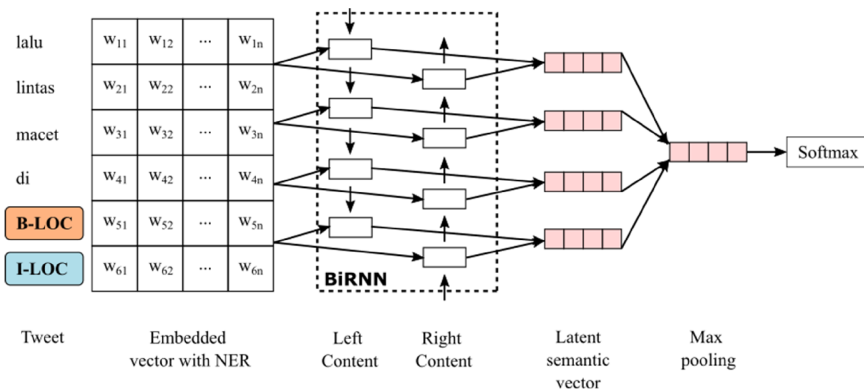 lalu w11 w12 ... w1n
lintas w21 w22 ... w2n
macet w31 w32 ... w3n
di w41 w42 ... w4n
B-LOC w51 w52 ... w5n
I-LOC w61 w62 ... w6n
BiRNN
Softmax
Tweet
Embedded
vector with NER
Left
Content
Right
Content
Latent
semantic
vector
Max
pooling